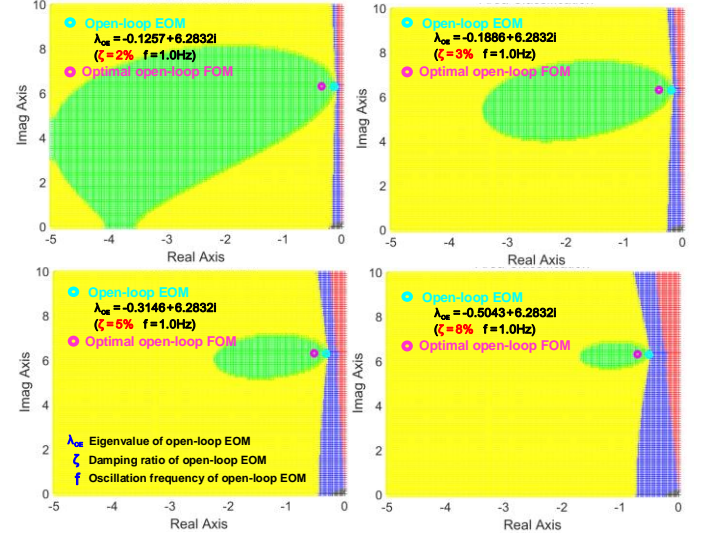 10
8
6
4
2
0
Imag Axis
Open-loop EOM
λOE = -0.1257+6.2832i
(ζ = 2% f = 1.0Hz)
Optimal open-loop FOM
-5 -4 -3 -2 -1 0
Real Axis
10
8
6
4
2
0
Imag Axis
Open-loop EOM
λOE = -0.1886+6.2832i
(ζ = 3% f = 1.0Hz)
Optimal open-loop FOM
-5 -4 -3 -2 -1 0
Real Axis
10
8
6
4
2
0
Imag Axis
Open-loop EOM
λOE = -0.3146+6.2832i
(ζ = 5% f = 1.0Hz)
Optimal open-loop FOM
λOE Eigenvalue of open-loop EOM
ζ Damping ratio of open-loop EOM
f Oscillation frequency of open-loop EOM
-5 -4 -3 -2 -1 0
Real Axis
10
8
6
4
2
0
Imag Axis
Open-loop EOM
λOE = -0.5043+6.2832i
(ζ = 8% f = 1.0Hz)
Optimal open-loop FOM
-5 -4 -3 -2 -1 0
Real Axis